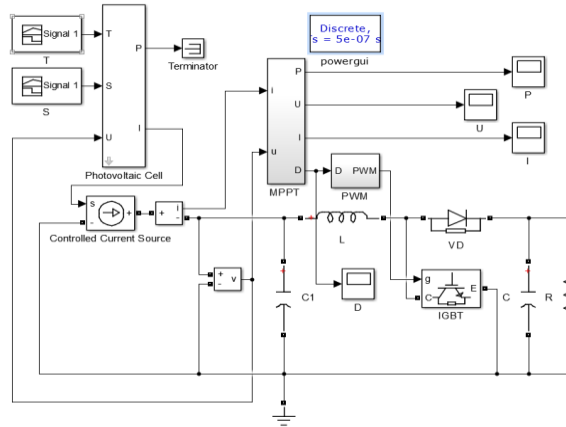 Signal 1
T
Signal 1
S
T
S
U
P
I
Photovoltaic Cell
Terminator
Discrete,
s = 5e-07 s
powergui
i
u
P
U
I
D
MPPT
D
PWM
PWM
P
U
I
s
-
+
Controlled Current Source
+
-
i
+
-
v
C1
L
D
VD
g
C
E
IGBT
C
R